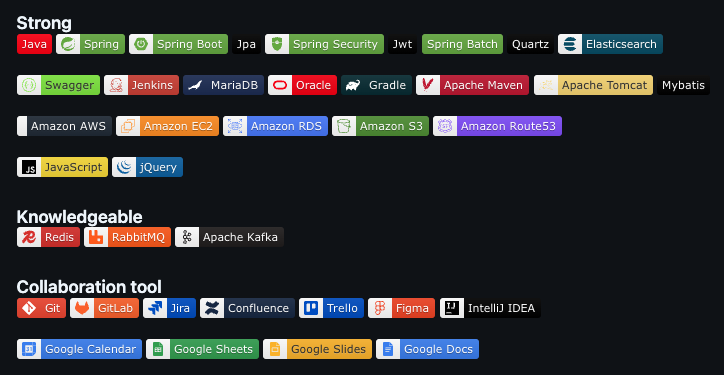 Strong
Java Spring Spring Boot Jpa Spring Security Jwt Spring Batch Quartz Elasticsearch
Swagger Jenkins MariaDB Oracle Gradle Apache Maven Apache Tomcat Mybatis
Amazon AWS Amazon EC2 Amazon RDS Amazon S3 Amazon Route53
JS JavaScript jQuery
Knowledgeable
Redis RabbitMQ Apache Kafka
Collaboration tool
Git GitLab Jira Confluence Trello Figma IJ IntelliJ IDEA
Google Calendar Google Sheets Google Slides Google Docs